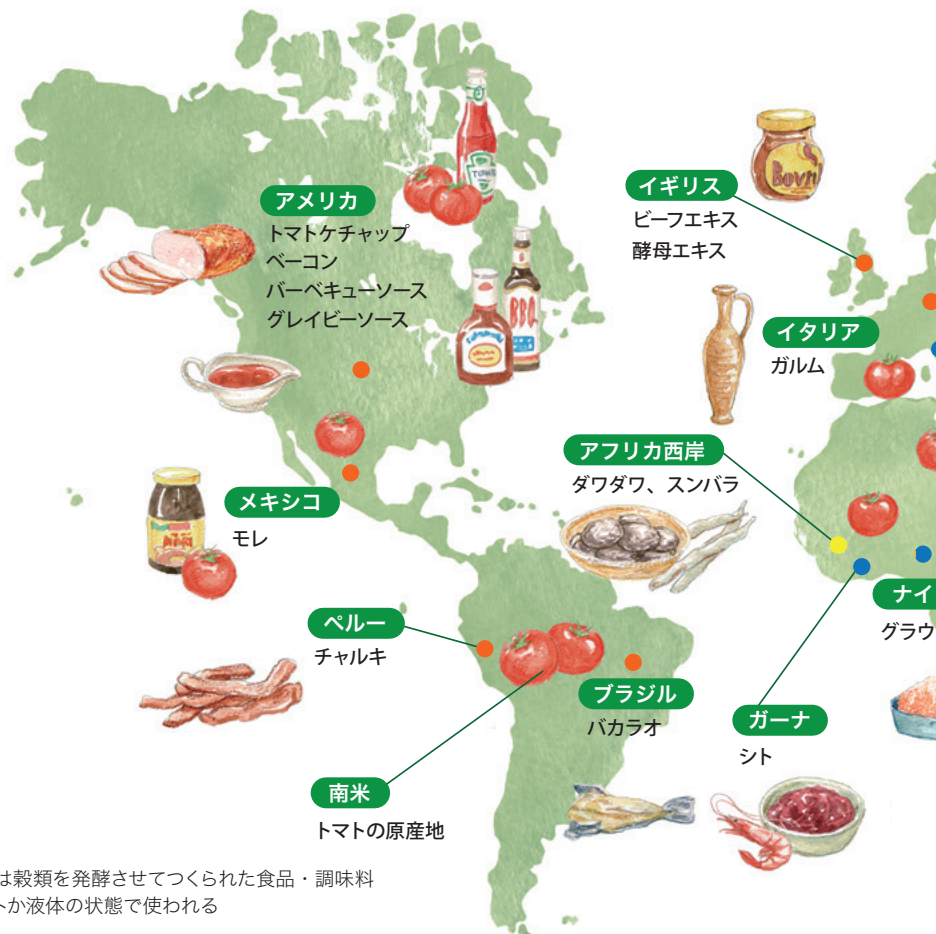 アメリカ
トマトケチャップ
ベーコン
バーベキューソース
グレイビーソース
イギリス
ビーフエキス
酵母エキス
イタリア
ガルム
アフリカ西岸
ダワダワ、スンバラ
メキシコ
モレ
ペルー
チャルキ
ブラジル
バカラオ
ガーナ
シト
ナイ
グラウ
南米
トマトの原産地
BBQ
は穀類を発酵させてつくられた食品・調味料
トか液体の状態で使われる